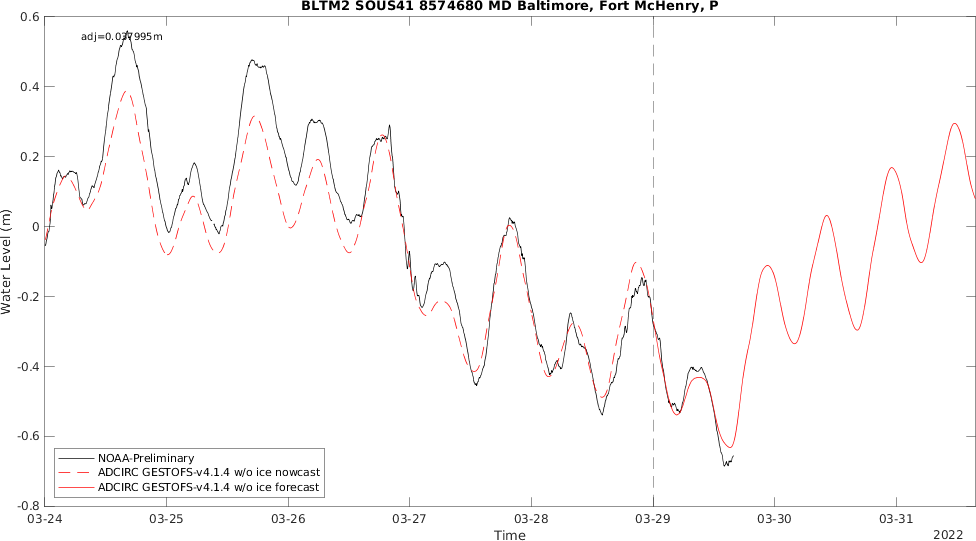 BLTM2 SOUS41 8574680 MD Baltimore, Fort McHenry, P
adj=0.037995m
0.6
0.4
0.2
0
-0.2
-0.4
-0.6
-0.8
Water Level (m)
NOAA-Preliminary
ADCIRC GESTOFS-v4.1.4 w/o ice nowcast
ADCIRC GESTOFS-v4.1.4 w/o ice forecast
03-24 03-25 03-26 03-27 03-28 03-29 03-30 03-31
Time
2022